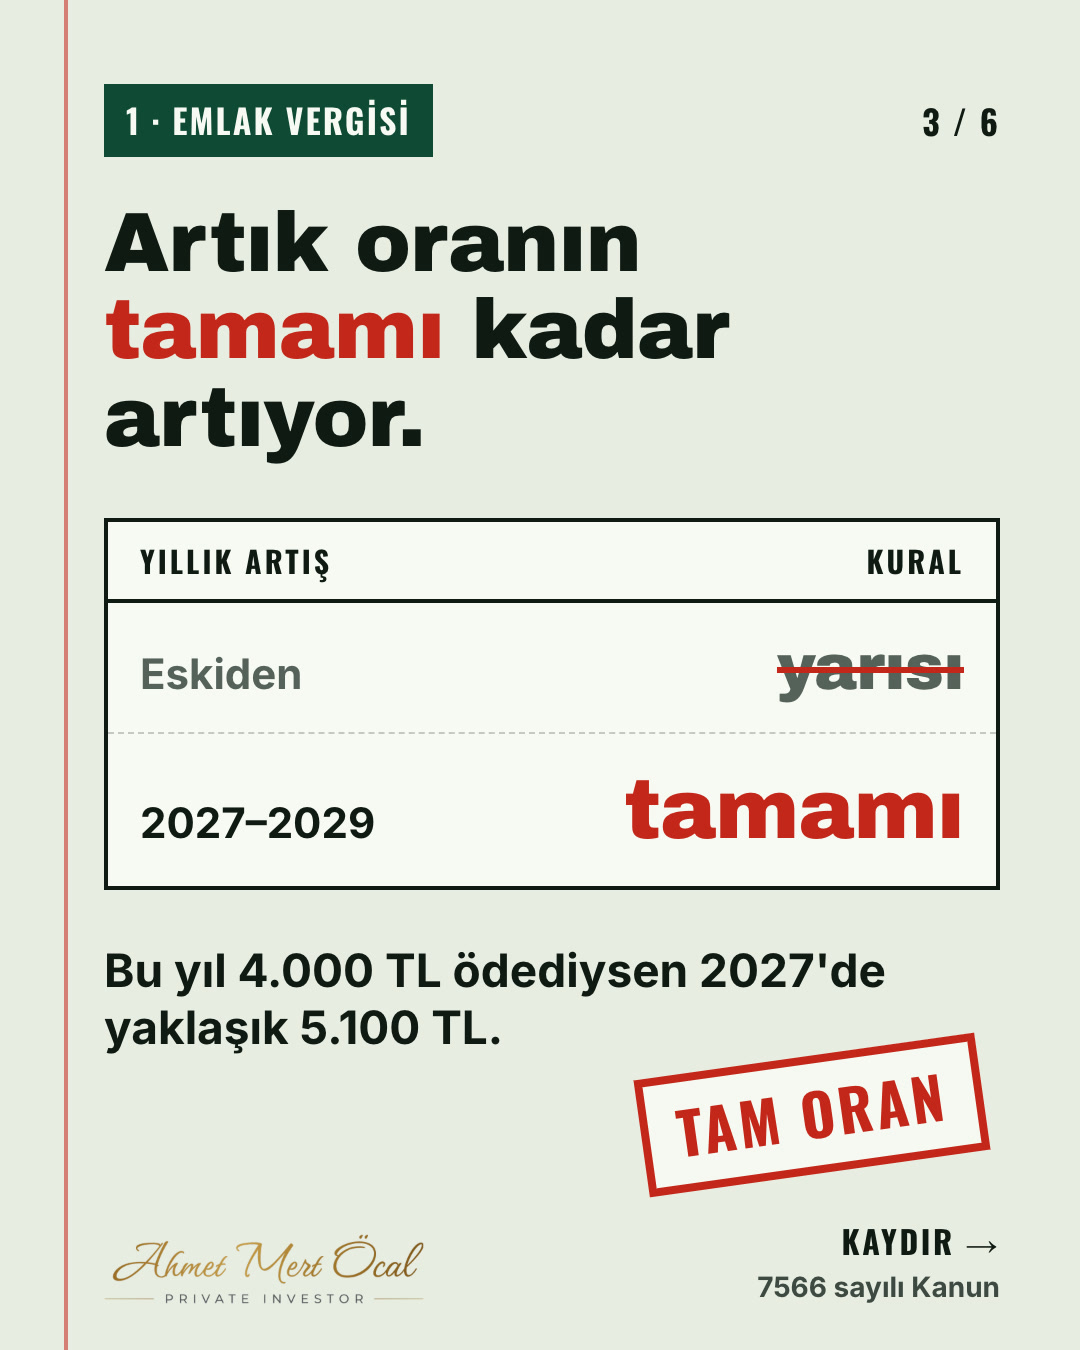 1 · EMLAK VERGİSİ
3 / 6
Artık oranın
tamamı kadar
artıyor.
YILLIK ARTIŞ KURAL
Eskiden yarısı
2027–2029 tamamı
Bu yıl 4.000 TL ödediysen 2027'de
yaklaşık 5.100 TL.
TAM ORAN
Ahmet Mert Öcal
PRIVATE INVESTOR
KAYDIR →
7566 sayılı Kanun